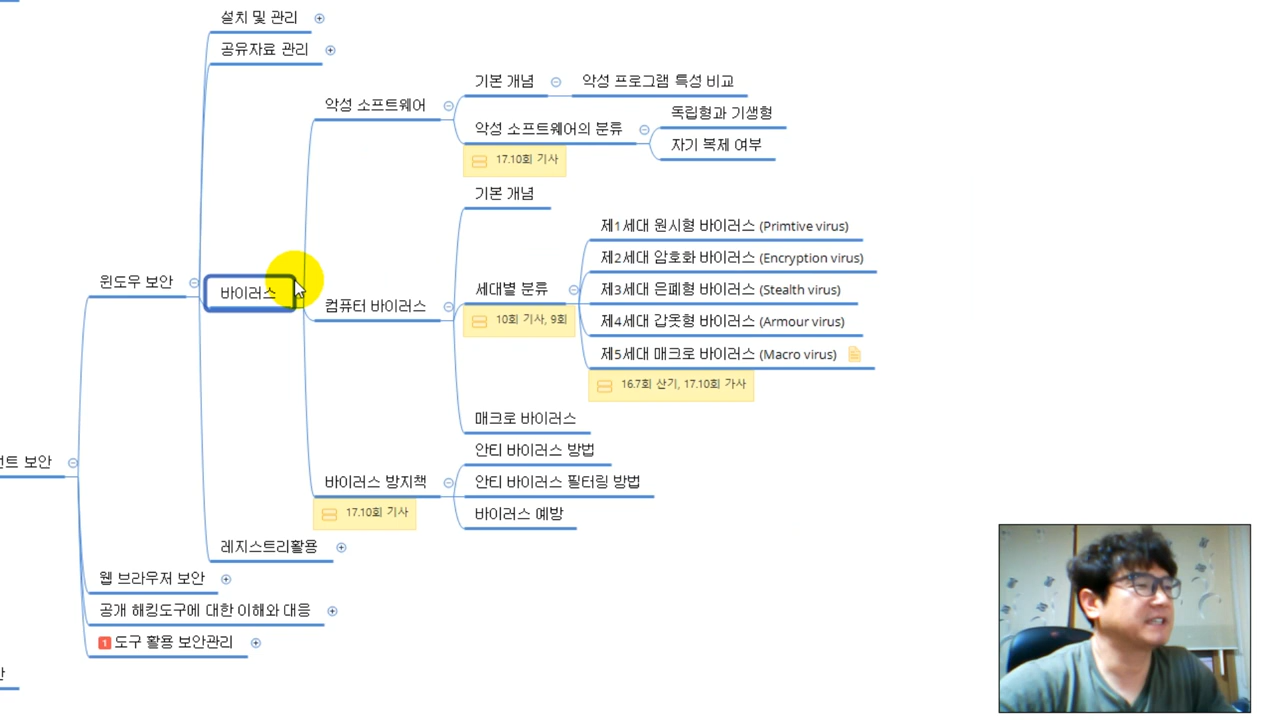 설치 및 관리
공유자료 관리
기본 개념
악성 프로그램 특성 비교
악성 소프트웨어
독립형과 기생형
악성 소프트웨어의 분류
자기 복제 여부
17.10회 기사
기본 개념
제1세대 원시형 바이러스 (Primtive virus)
제2세대 암호화 바이러스 (Encryption virus)
윈도우 보안
바이러스
세대별 분류
제3세대 은폐형 바이러스 (Stealth virus)
컴퓨터 바이러스
10회 기사, 9회
제4세대 갑옷형 바이러스 (Armour virus)
제5세대 매크로 바이러스 (Macro virus)
16.7회 산기, 17.10회 가사
매크로 바이러스
안티 바이러스 방법
트 보안
바이러스 방지책
안티 바이러스 필터링 방법
17.10회 기사
바이러스 예방
레지스트리활용
웹 브라우저 보안
공개 해킹도구에 대한 이해와 대응
1 도구 활용 보안관리